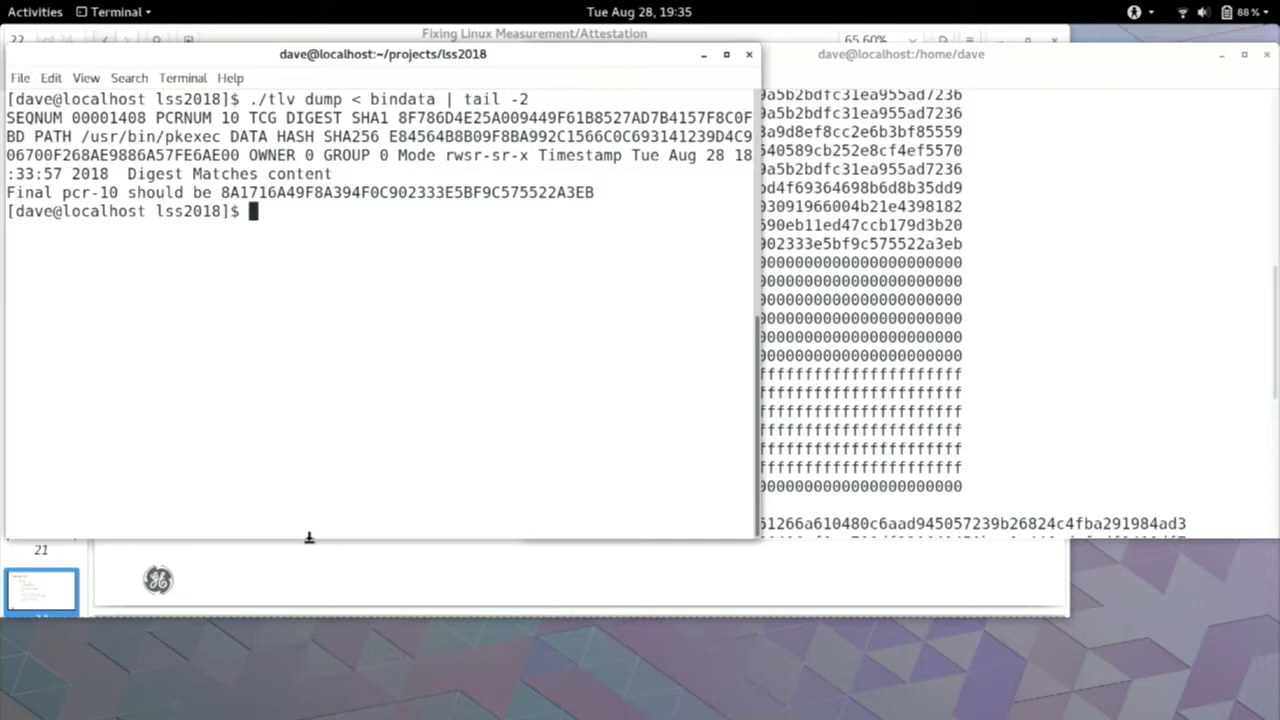 Activities
Terminal
Tue Aug 28, 19:35
88%
Fixing Linux Measurement/Attestation
65.60%
dave@localhost:~/projects/lss2018
File Edit View Search Terminal Help
[dave@localhost lss2018]$ ./tlv dump < bindata | tail -2
SEQNUM 00001408 PCRNUM 10 TCG DIGEST SHA1 8F786D4E25A009449F61B8527AD7B4157F8C0F
BD PATH /usr/bin/pkexec DATA HASH SHA256 E84564B8B09F8BA992C1566C0C693141239D4C9
06700F268AE9886A57FE6AE00 OWNER 0 GROUP 0 Mode rwsr-sr-x Timestamp Tue Aug 28 18
:33:57 2018  Digest Matches content
Final pcr-10 should be 8A1716A49F8A394F0C902333E5BF9C575522A3EB
[dave@localhost lss2018]$
dave@localhost:/home/dave
9a5b2bdfc31ea955ad7236
9a5b2bdfc31ea955ad7236
3a9d8ef8cc2e6b3bf85559
540589cb252e8cf4ef5570
9a5b2bdfc31ea955ad7236
bd4f69364698b6d8b35dd9
03091966004b21e4398182
590eb11ed47ccb179d3b20
902333e5bf9c575522a3eb
0000000000000000000000
0000000000000000000000
0000000000000000000000
0000000000000000000000
0000000000000000000000
0000000000000000000000
ffffffffffffffffffffff
ffffffffffffffffffffff
ffffffffffffffffffffff
ffffffffffffffffffffff
ffffffffffffffffffffff
ffffffffffffffffffffff
0000000000000000000000
51266a610480c6aad945057239b26824c4fba291984ad3
21